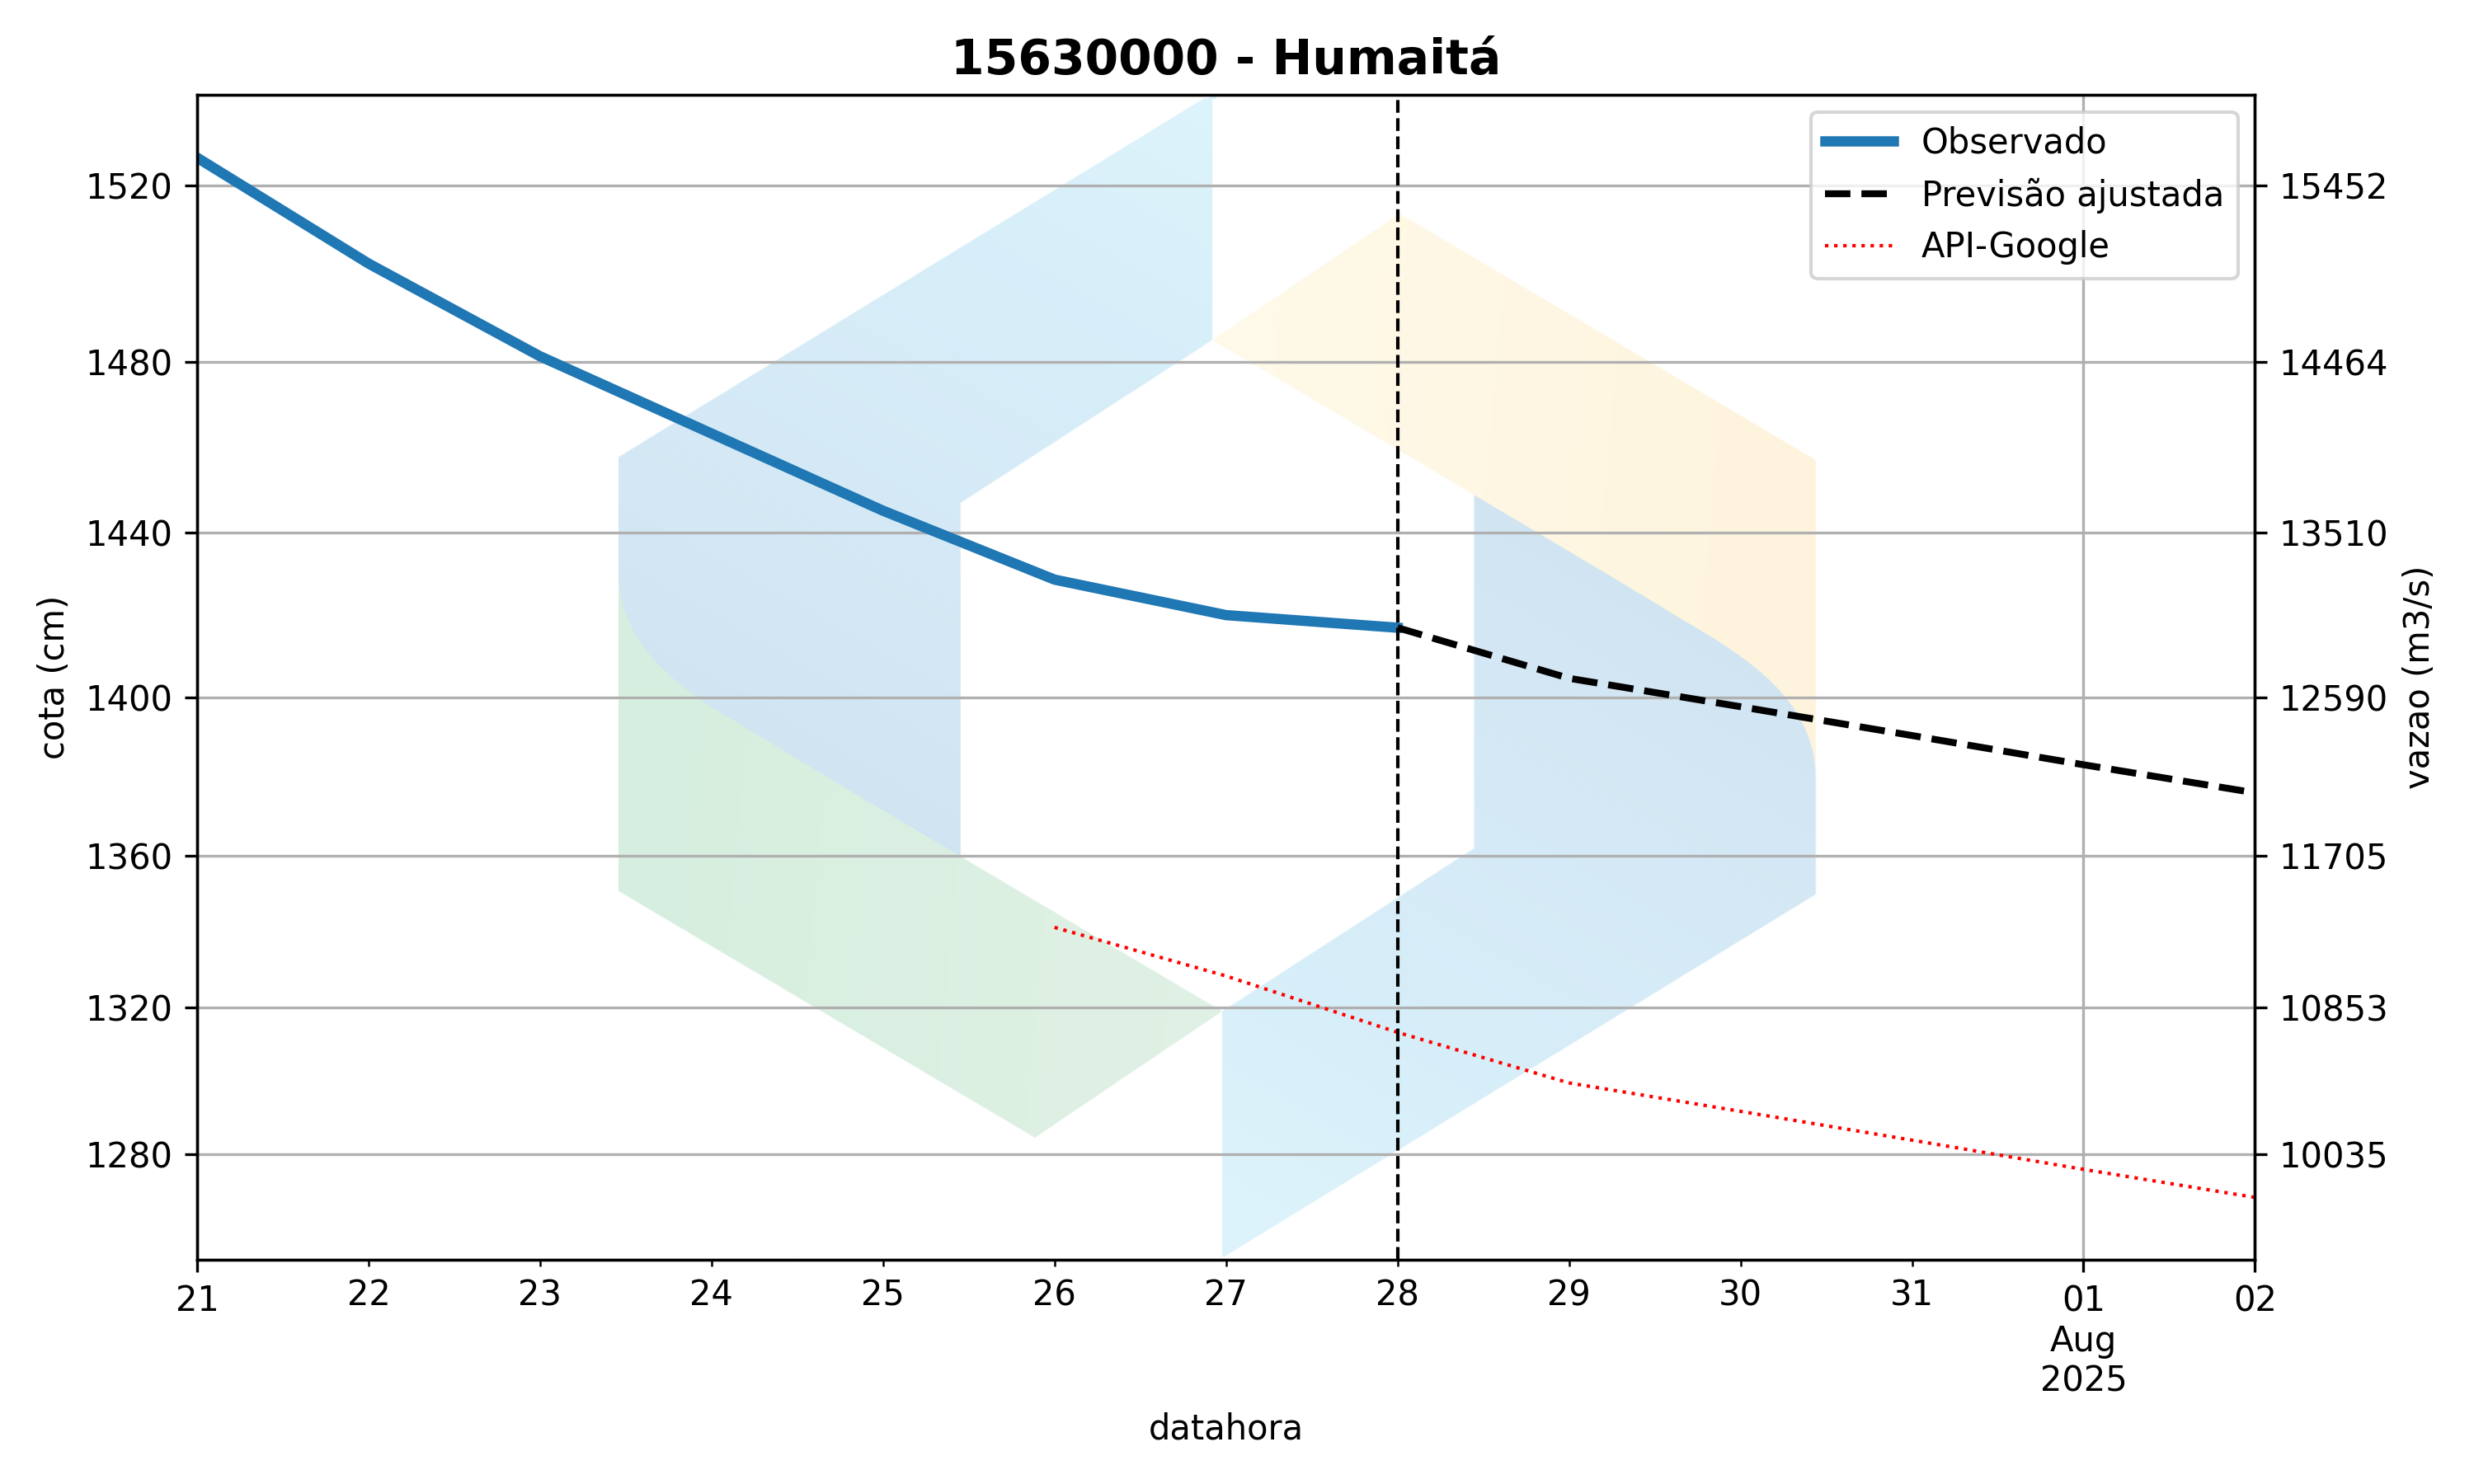 15630000 - Humaitá
Observado
Previsão ajustada
API-Google
1520
1480
1440
1400
1360
1320
1280
cota (cm)
15452
14464
13510
12590
11705
10853
10035
vazao (m3/s)
21 22 23 24 25 26 27 28 29 30 31 01 02
Aug
2025
datahora